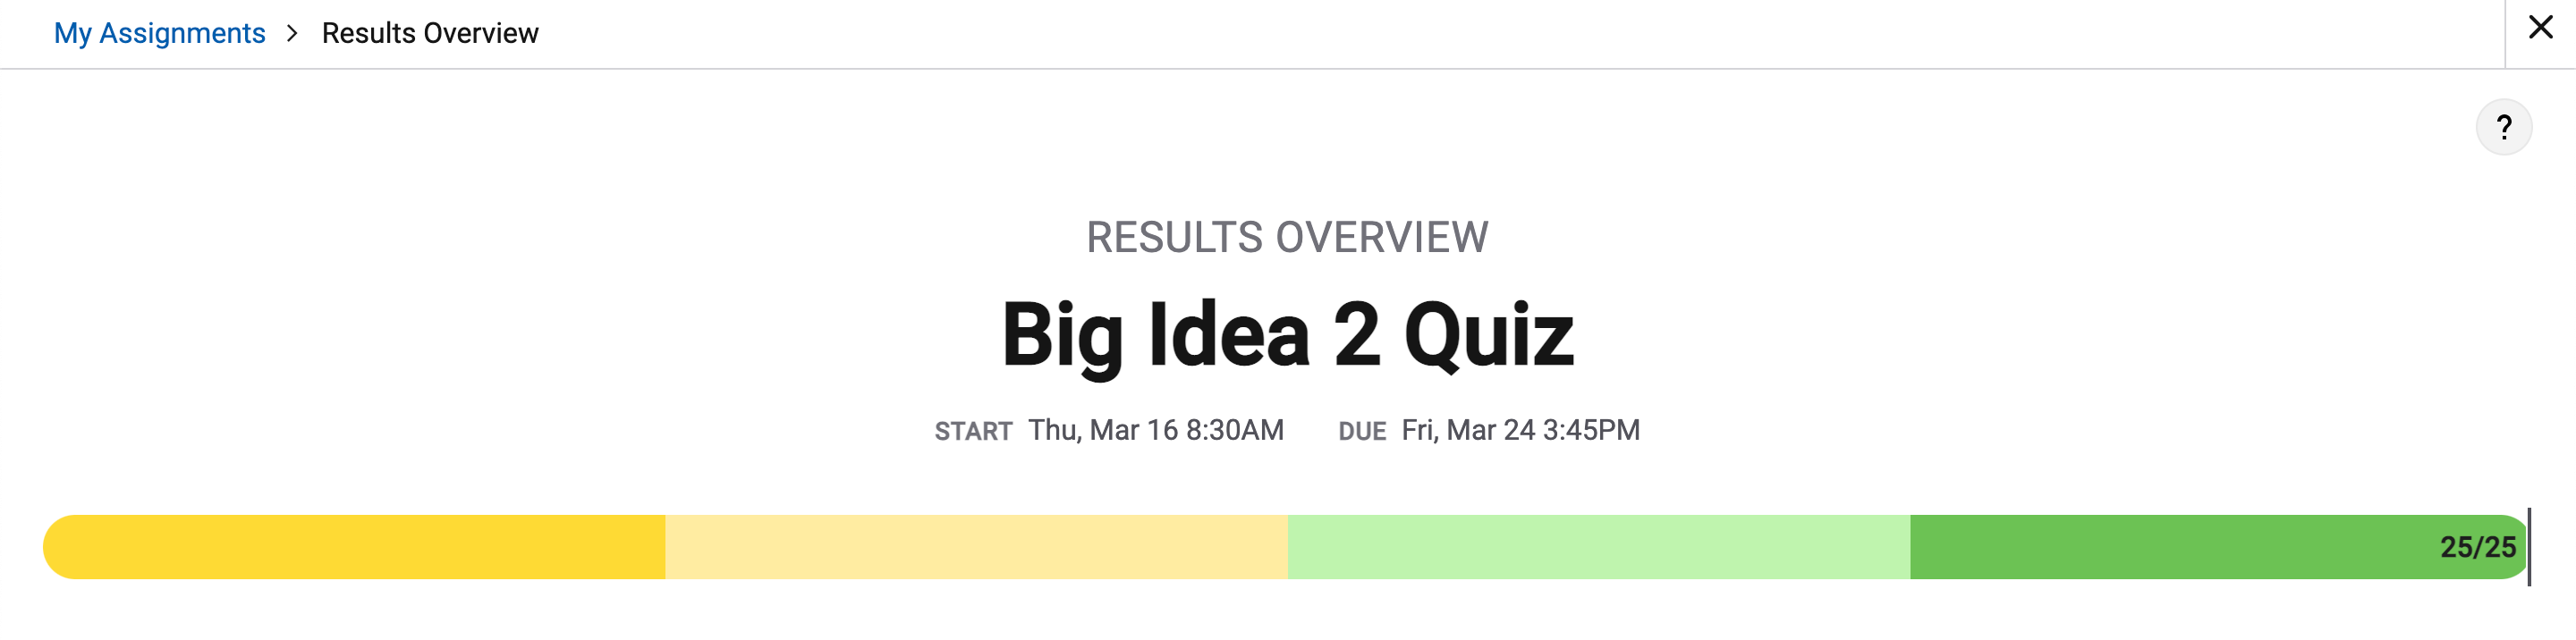 My Assignments > Results Overview
?
RESULTS OVERVIEW
Big Idea 2 Quiz
START Thu, Mar 16 8:30AM DUE Fri, Mar 24 3:45PM
25/25